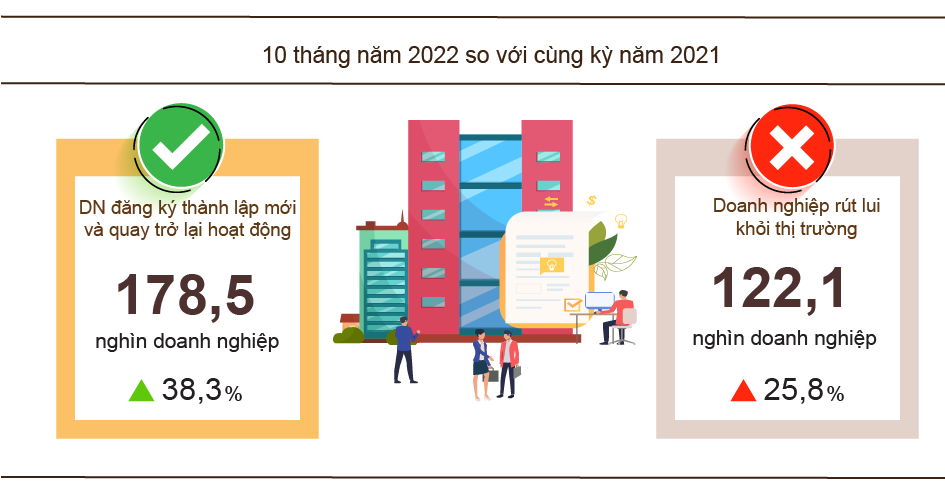 10 tháng năm 2022 so với cùng kỳ năm 2021
DN đăng ký thành lập mới
và quay trở lại hoạt động
178,5
nghìn doanh nghiệp
38,3%
$
Doanh nghiệp rút lui
khỏi thị trường
122,1
nghìn doanh nghiệp
25,8%